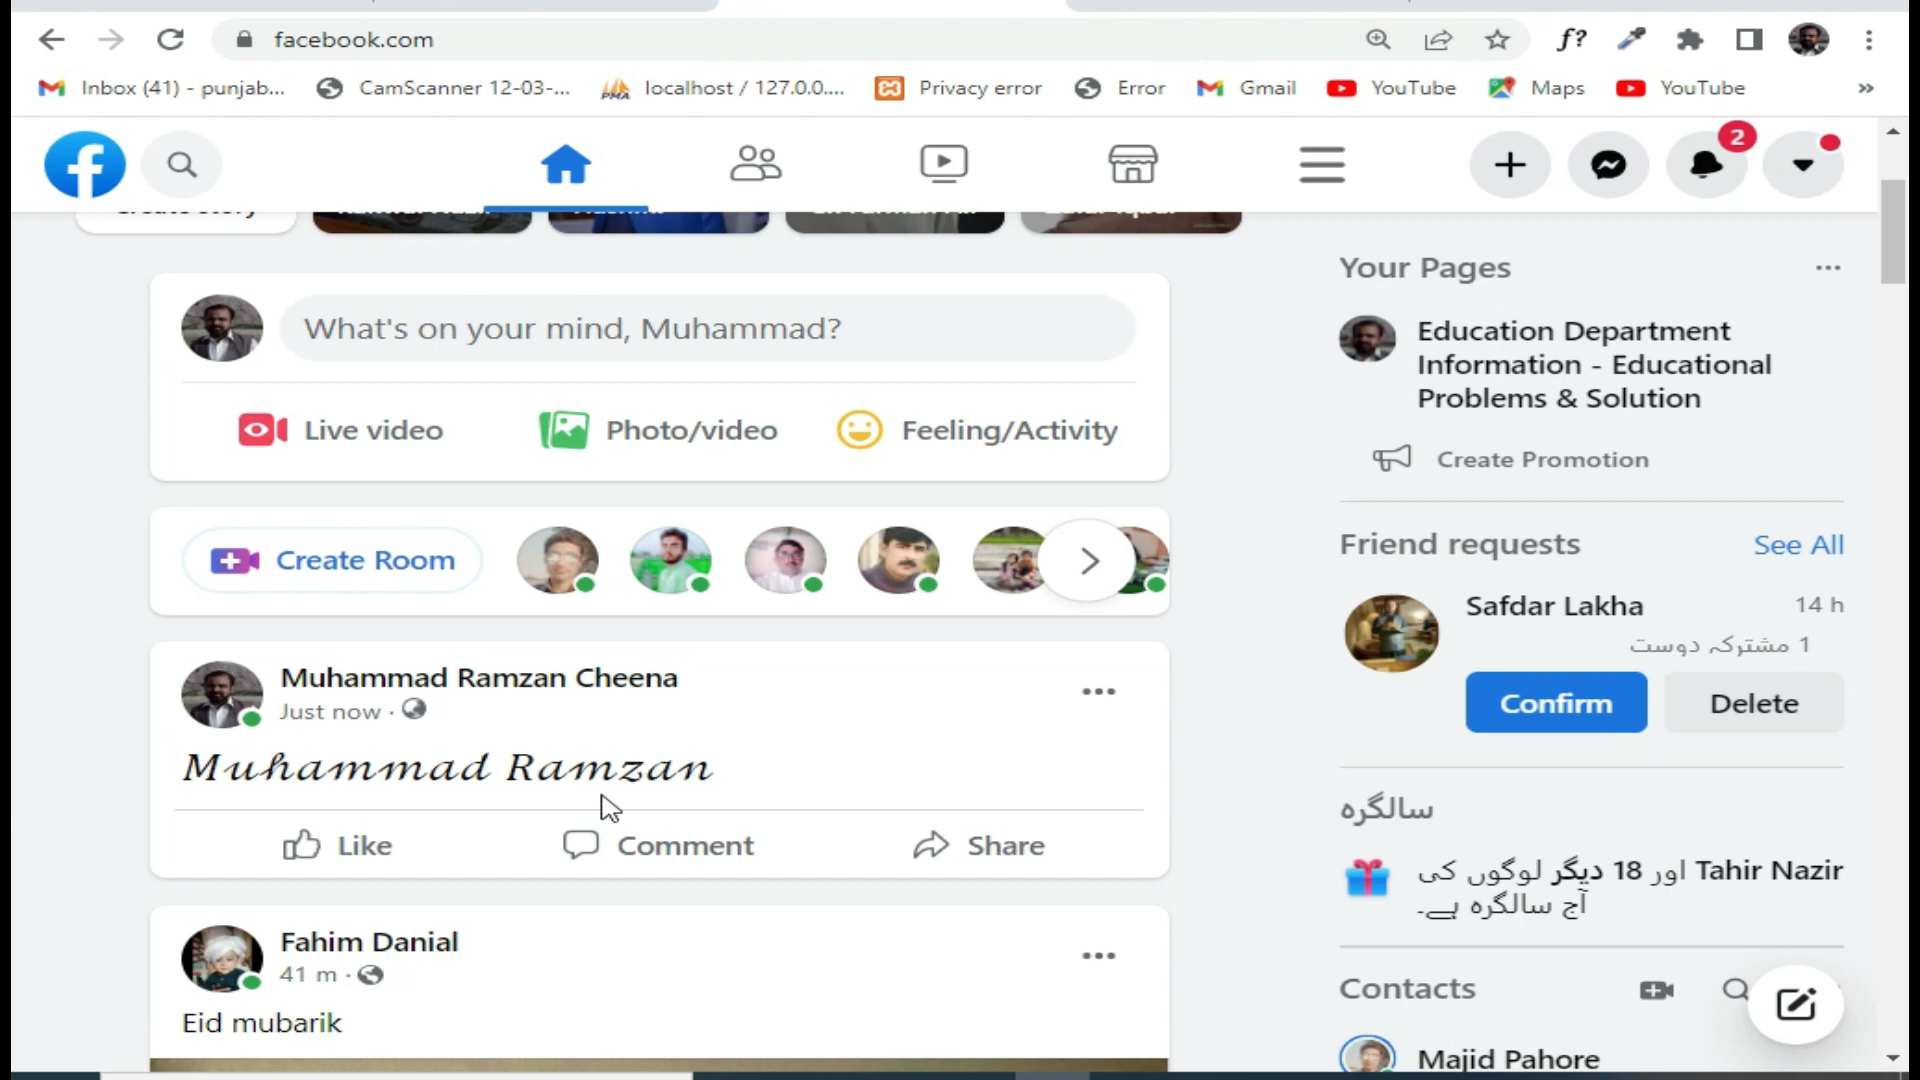 facebook.com
f?
Inbox (41) - punjab...
CamScanner 12-03-...
PMA
localhost / 127.0.0....
Privacy error
Error
Gmail
YouTube
Maps
YouTube
»
2
What's on your mind, Muhammad?
Live video
Photo/video
Feeling/Activity
Create Room
Muhammad Ramzan Cheena
Just now ·
𝓜𝓾𝓱𝓪𝓶𝓶𝓪𝓭 𝓡𝓪𝓶𝔃𝓪𝓷
Like
Comment
Share
Fahim Danial
41 m ·
Eid mubarik
Your Pages
Education Department
Information - Educational
Problems & Solution
Create Promotion
Friend requests
See All
Safdar Lakha
14 h
1 مشترکہ دوست
Confirm
Delete
سالگرہ
Tahir Nazir اور 18 دیگر لوگوں کی
آج سالگرہ ہے۔
Contacts
Majid Pahore